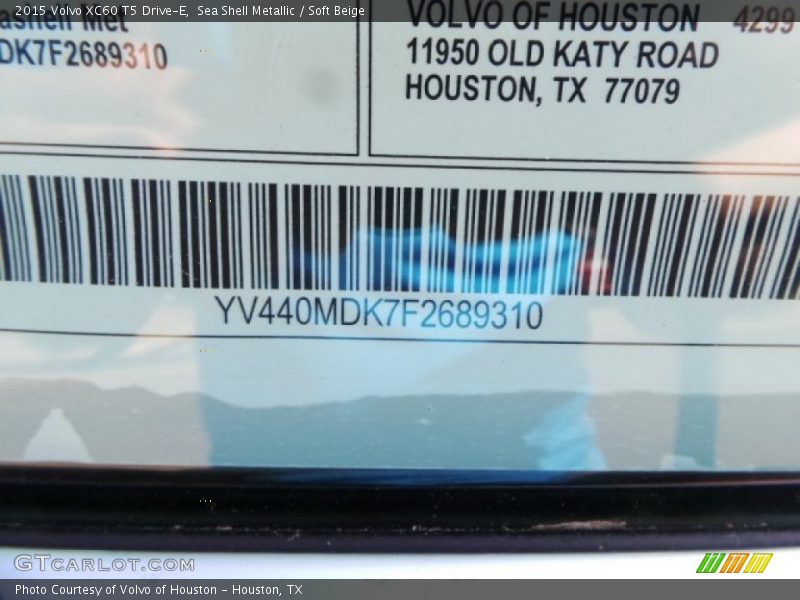 2015 Volvo XC60 T5 Drive-E, Sea Shell Metallic / Soft Beige
Met
DK7F2689310
VOLVO OF HOUSTON 4299
11950 OLD KATY ROAD
HOUSTON, TX 77079
YV440MDK7F2689310
GTCARLOT.COM
Photo Courtesy of Volvo of Houston - Houston, TX